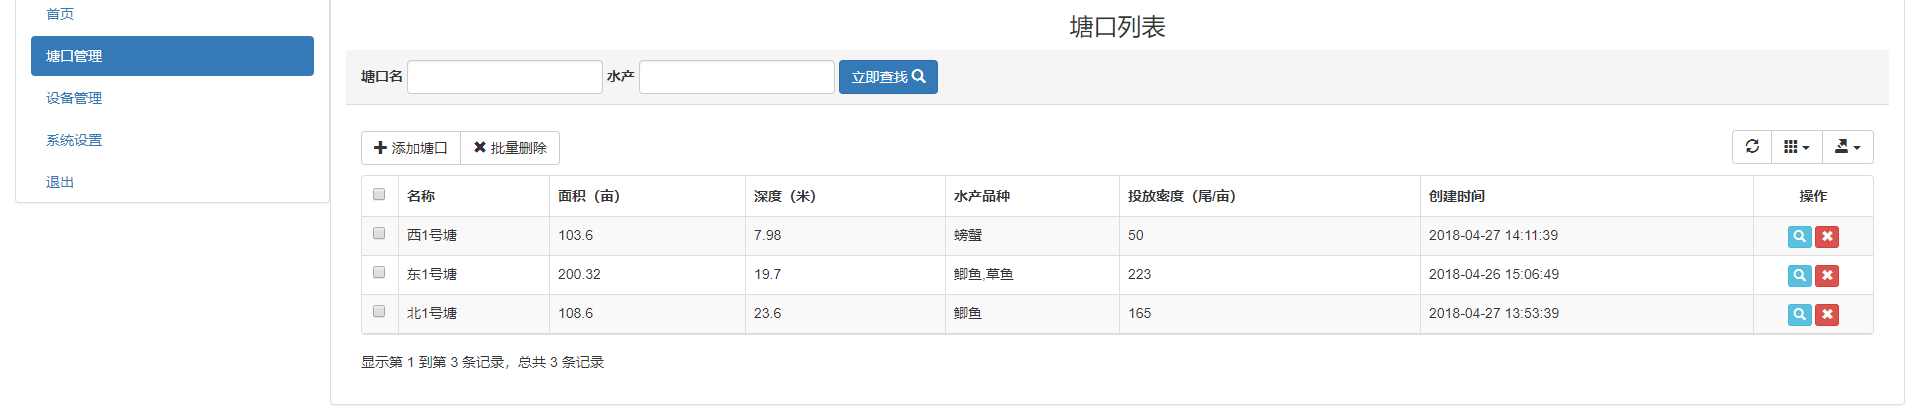 首页
塘口管理
设备管理
系统设置
退出
塘口列表
塘口名 水产 立即查找
添加塘口 批量删除
名称 面积（亩） 深度（米） 水产品种 投放密度（尾/亩） 创建时间 操作
西1号塘 103.6 7.98 螃蟹 50 2018-04-27 14:11:39
东1号塘 200.32 19.7 鲫鱼,草鱼 223 2018-04-26 15:06:49
北1号塘 108.6 23.6 鲫鱼 165 2018-04-27 13:53:39
显示第 1 到第 3 条记录，总共 3 条记录